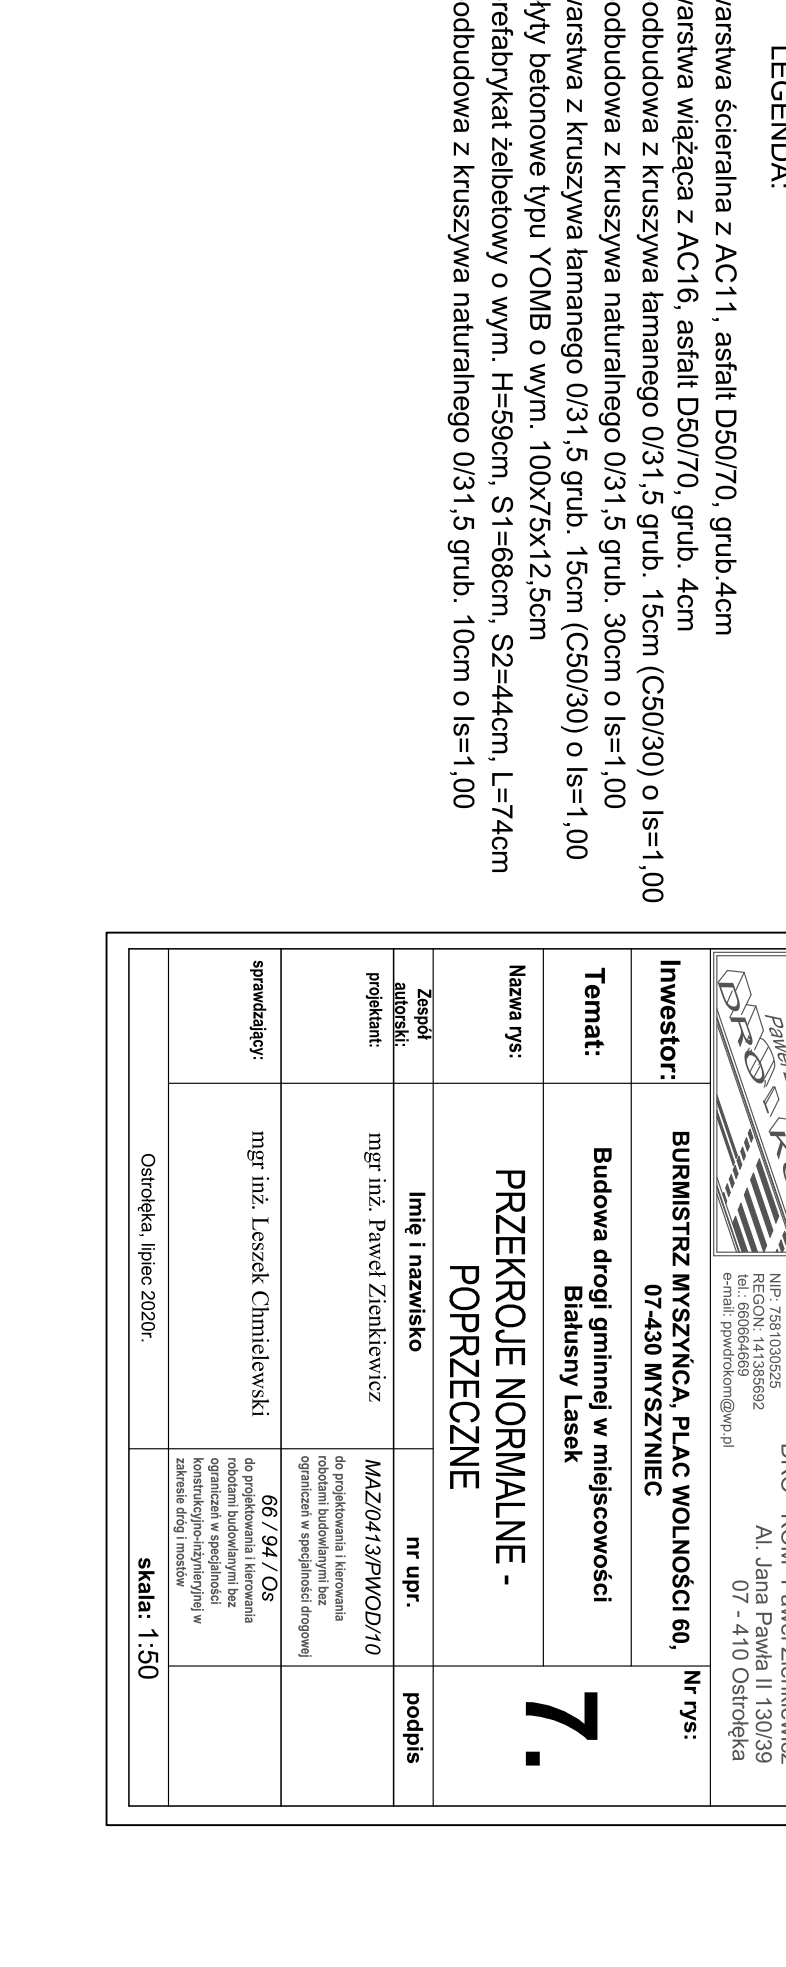 LEGENDA:
arstwa ścieralna z AC11, asfalt D50/70, grub.4cm
arstwa wiążąca z AC16, asfalt D50/70, grub. 4cm
odbudowa z kruszywa łamanego 0/31,5 grub. 15cm (C50/30) o Is=1,00
odbudowa z kruszywa naturalnego 0/31,5 grub. 30cm o Is=1,00
arstwa z kruszywa łamanego 0/31,5 grub. 15cm (C50/30) o Is=1,00
łyty betonowe typu YOMB o wym. 100x75x12,5cm
refabrykat żelbetowy o wym. H=59cm, S1=68cm, S2=44cm, L=74cm
odbudowa z kruszywa naturalnego 0/31,5 grub. 10cm o Is=1,00
Al. Jana Pawła II 130/39
07 - 410 Ostrołęka
NIP: 7581030525
REGON: 141385692
tel.: 660664669
e-mail: ppwdrokom@wp.pl
Inwestor:
BURMISTRZ MYSZYŃCA, PLAC WOLNOŚCI 60,
07-430 MYSZYNIEC
Nr rys:
7.
Temat:
Budowa drogi gminnej w miejscowości
Białusny Lasek
Nazwa rys:
PRZEKROJE NORMALNE -
POPRZECZNE
Zespół
autorski:
Imię i nazwisko
nr upr.
podpis
projektant:
mgr inż. Paweł Zienkiewicz
MAZ/0413/PWOD/10
do projektowania i kierowania
robotami budowlanymi bez
ograniczeń w specjalności drogowej
sprawdzający:
mgr inż. Leszek Chmielewski
66 / 94 / Os
do projektowania i kierowania
robotami budowlanymi bez
ograniczeń w specjalności
konstrukcyjno-inżynieryjnej w
zakresie dróg i mostów
Ostrołęka, lipiec 2020r.
skala: 1:50